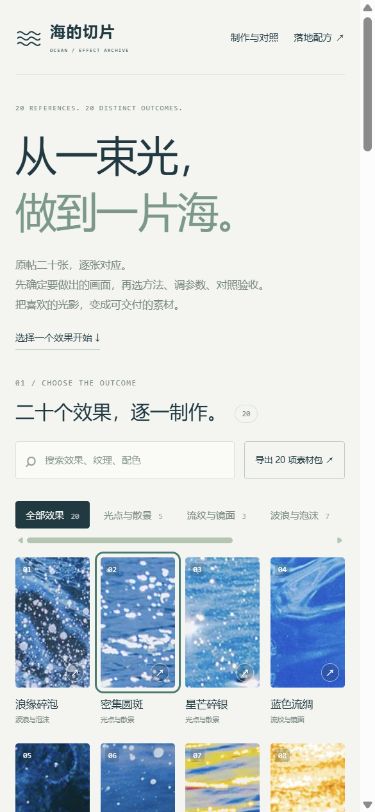 海的切片
OCEAN / EFFECT ARCHIVE
制作与对照 落地配方 ↗
20 REFERENCES. 20 DISTINCT OUTCOMES.
从一束光，
做到一片海。
原帖二十张，逐张对应。
先确定要做出的画面，再选方法、调参数、对照验收。
把喜欢的光影，变成可交付的素材。
选择一个效果开始 ↓
01 / CHOOSE THE OUTCOME
二十个效果，逐一制作。 20
搜索效果、纹理、配色 导出 20 项素材包 ↗
全部效果 20 光点与散景 5 流纹与镜面 3 波浪与泡沫 7
01 02 03 04
浪缘碎泡 密集圆斑 星芒碎银 蓝色流绸
波浪与泡沫 光点与散景 光点与散景 流纹与镜面
05 06 07 08